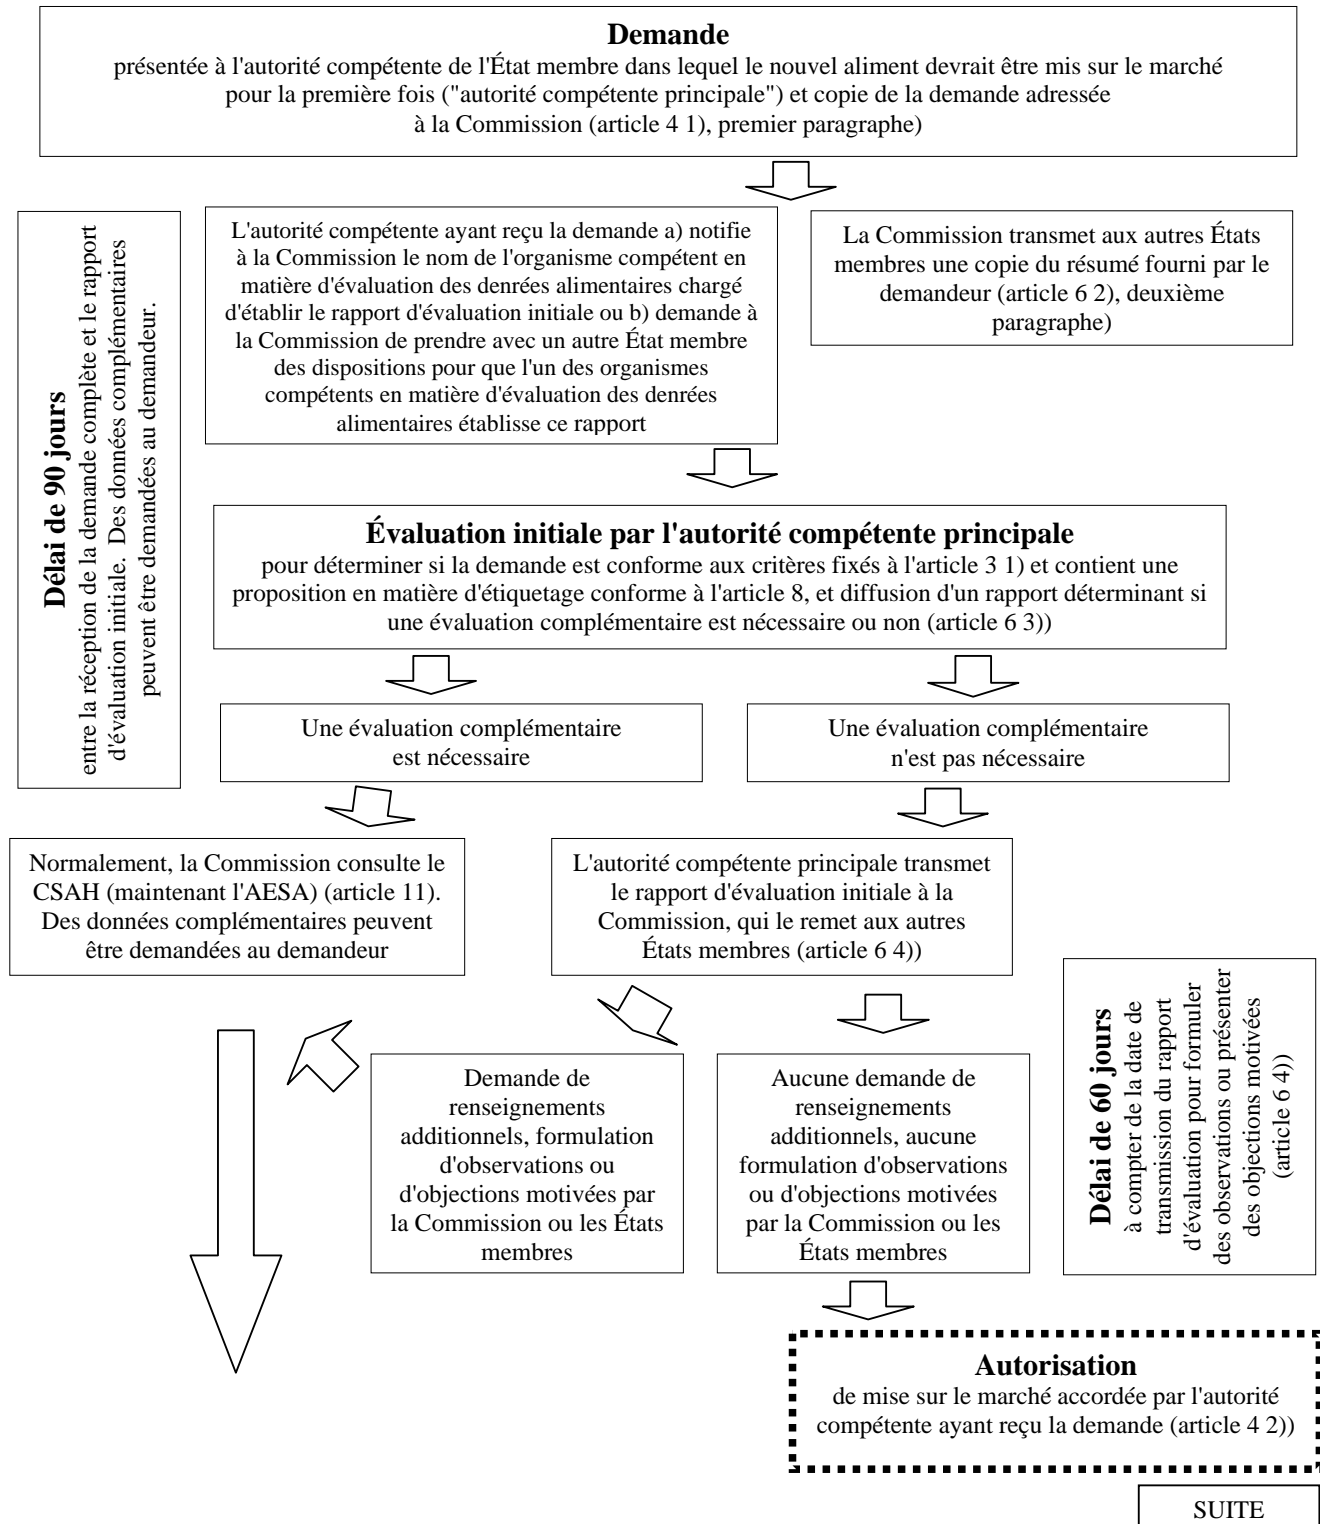 Demande
présentée à l'autorité compétente de l'État membre dans lequel le nouvel aliment devrait être mis sur le marché
pour la première fois ("autorité compétente principale") et copie de la demande adressée
à la Commission (article 4 1), premier paragraphe)
Délai de 90 jours
entre la réception de la demande complète et le rapport
d'évaluation initiale. Des données complémentaires
peuvent être demandées au demandeur.
L'autorité compétente ayant reçu la demande a) notifie
à la Commission le nom de l'organisme compétent en
matière d'évaluation des denrées alimentaires chargé
d'établir le rapport d'évaluation initiale ou b) demande à
la Commission de prendre avec un autre État membre
des dispositions pour que l'un des organismes
compétents en matière d'évaluation des denrées
alimentaires établisse ce rapport
La Commission transmet aux autres États
membres une copie du résumé fourni par le
demandeur (article 6 2), deuxième
paragraphe)
Évaluation initiale par l'autorité compétente principale
pour déterminer si la demande est conforme aux critères fixés à l'article 3 1) et contient une
proposition en matière d'étiquetage conforme à l'article 8, et diffusion d'un rapport déterminant si
une évaluation complémentaire est nécessaire ou non (article 6 3))
Une évaluation complémentaire
est nécessaire
Une évaluation complémentaire
n'est pas nécessaire
Normalement, la Commission consulte le
CSAH (maintenant l'AESA) (article 11).
Des données complémentaires peuvent
être demandées au demandeur
L'autorité compétente principale transmet
le rapport d'évaluation initiale à la
Commission, qui le remet aux autres
États membres (article 6 4))
Délai de 60 jours
à compter de la date de
transmission du rapport
d'évaluation pour formuler
des observations ou présenter
des objections motivées
(article 6 4))
Demande de
renseignements
additionnels, formulation
d'observations ou
d'objections motivées par
la Commission ou les États
membres
Aucune demande de
renseignements
additionnels, aucune
formulation d'observations
ou d'objections motivées
par la Commission ou les
États membres
Autorisation
de mise sur le marché accordée par l'autorité
compétente ayant reçu la demande (article 4 2))
SUITE